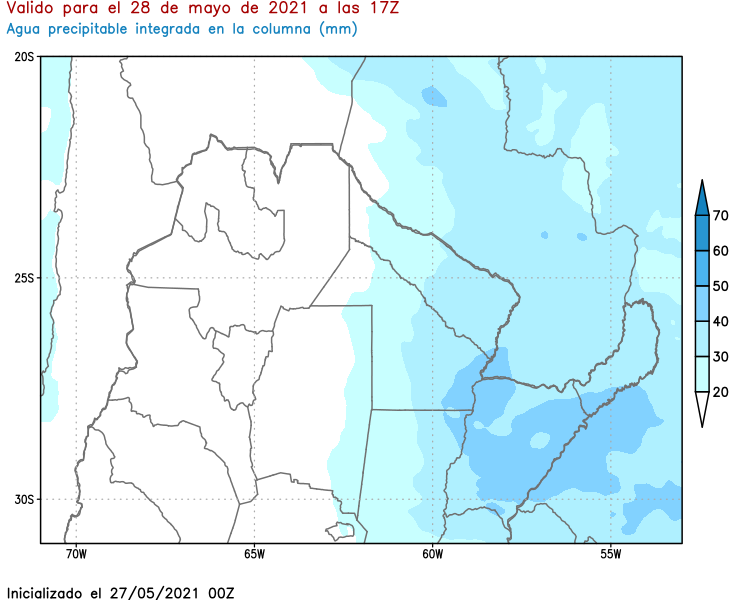 Valido para el 28 de mayo de 2021 a las 17Z
Agua precipitable integrada en la columna (mm)
20S
25S
30S
70W
65W
60W
55W
70
60
50
40
30
20
Inicializado el 27/05/2021 00Z